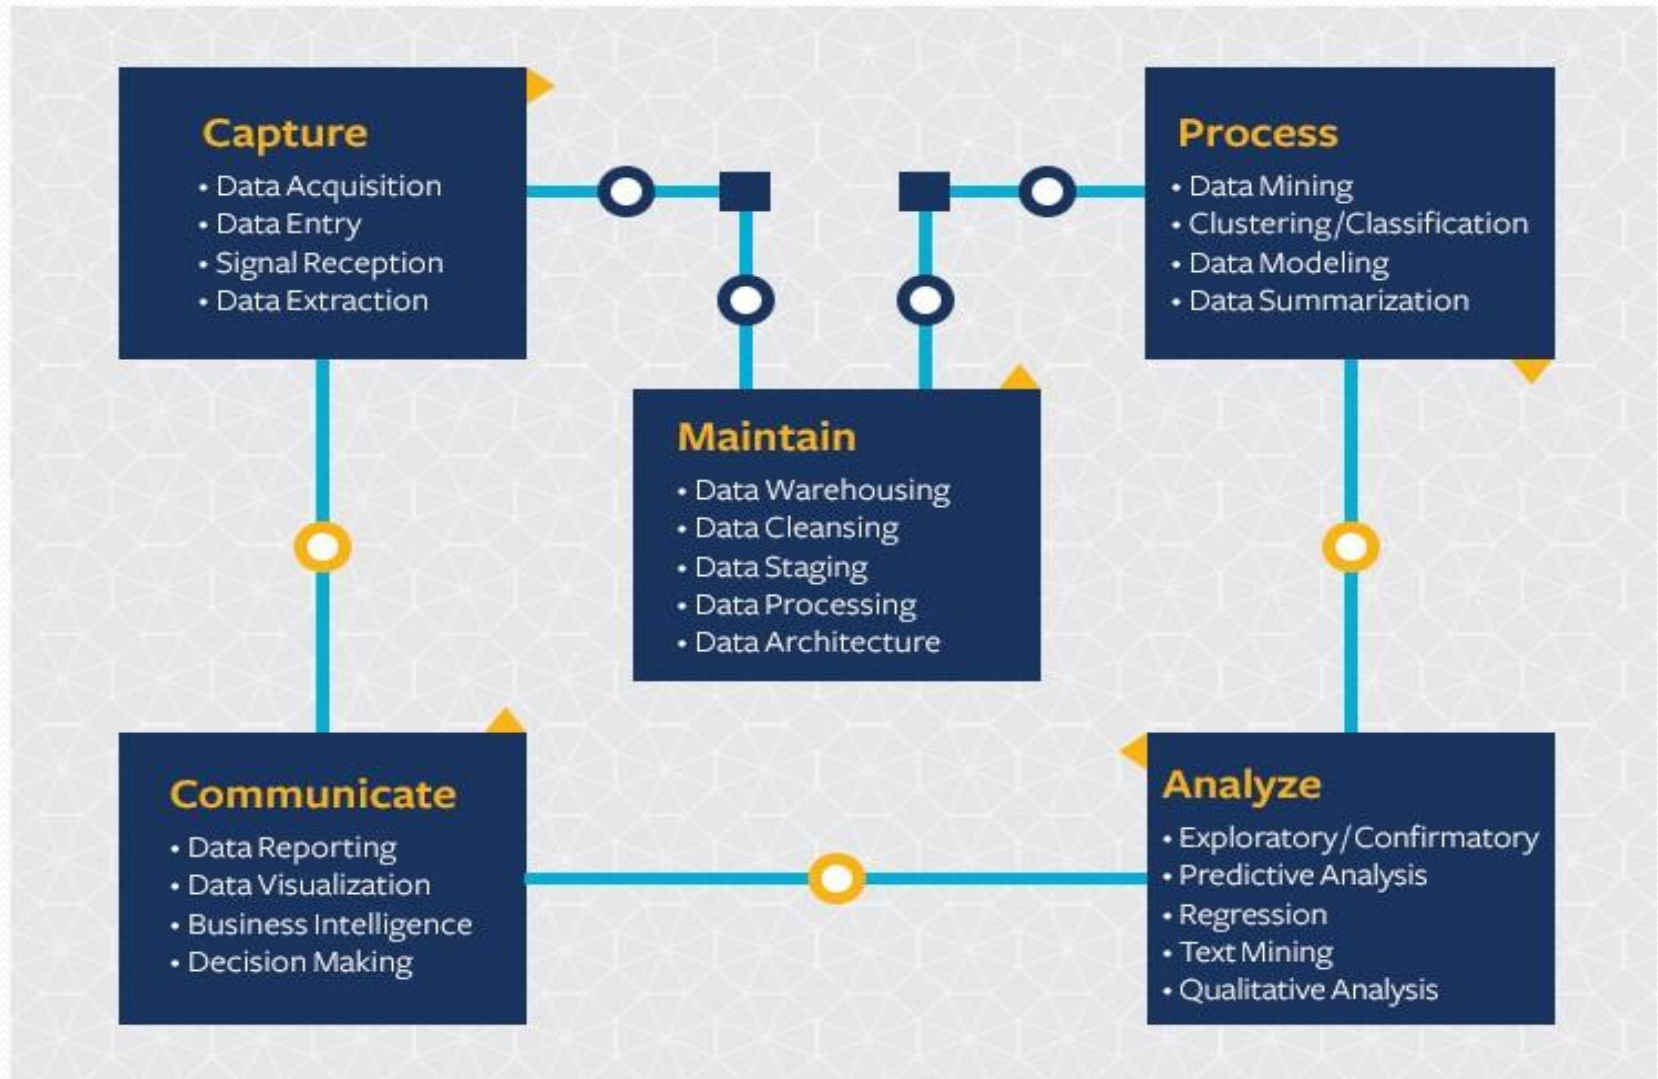 Capture
• Data Acquisition
• Data Entry
• Signal Reception
• Data Extraction
Process
• Data Mining
• Clustering/Classification
• Data Modeling
• Data Summarization
Maintain
• Data Warehousing
• Data Cleansing
• Data Staging
• Data Processing
• Data Architecture
Communicate
• Data Reporting
• Data Visualization
• Business Intelligence
• Decision Making
Analyze
• Exploratory/Confirmatory
• Predictive Analysis
• Regression
• Text Mining
• Qualitative Analysis